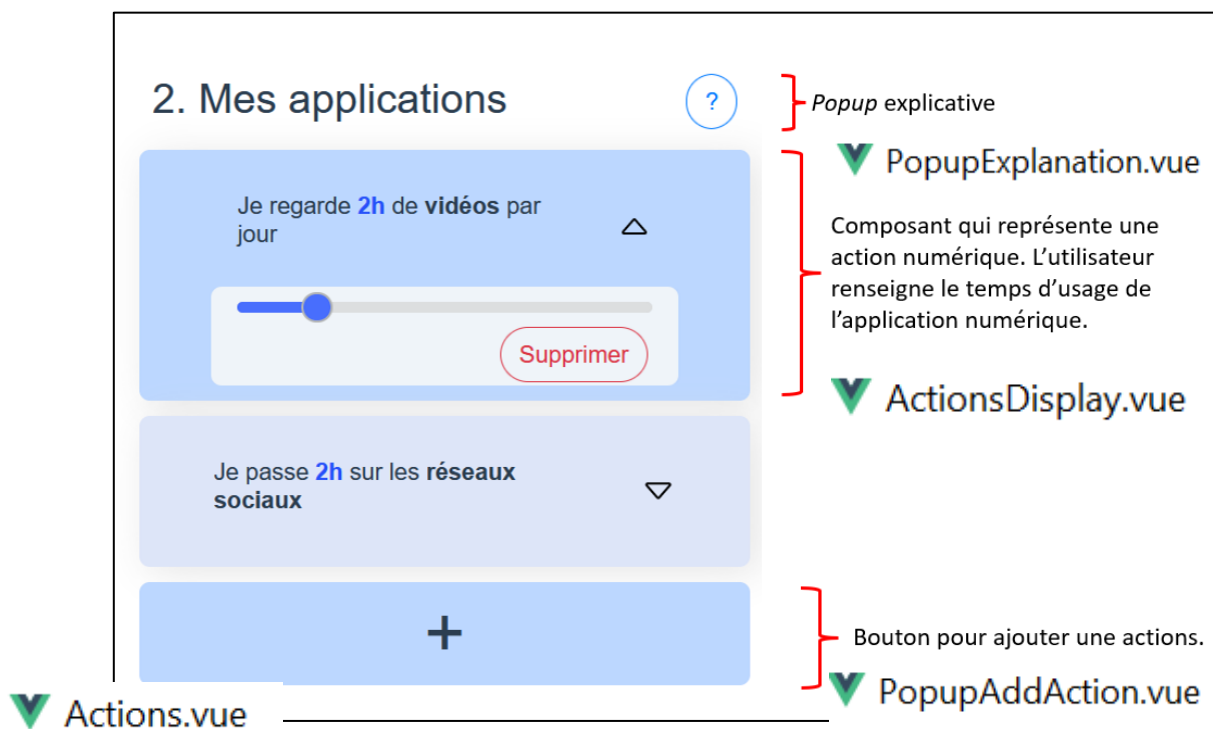 2. Mes applications
?
Popup explicative
PopupExplanation.vue
Je regarde 2h de vidéos par
jour
Supprimer
Composant qui représente une
action numérique. L'utilisateur
renseigne le temps d'usage de
l'application numérique.
ActionsDisplay.vue
Je passe 2h sur les réseaux
sociaux
+
Bouton pour ajouter une actions.
PopupAddAction.vue
Actions.vue